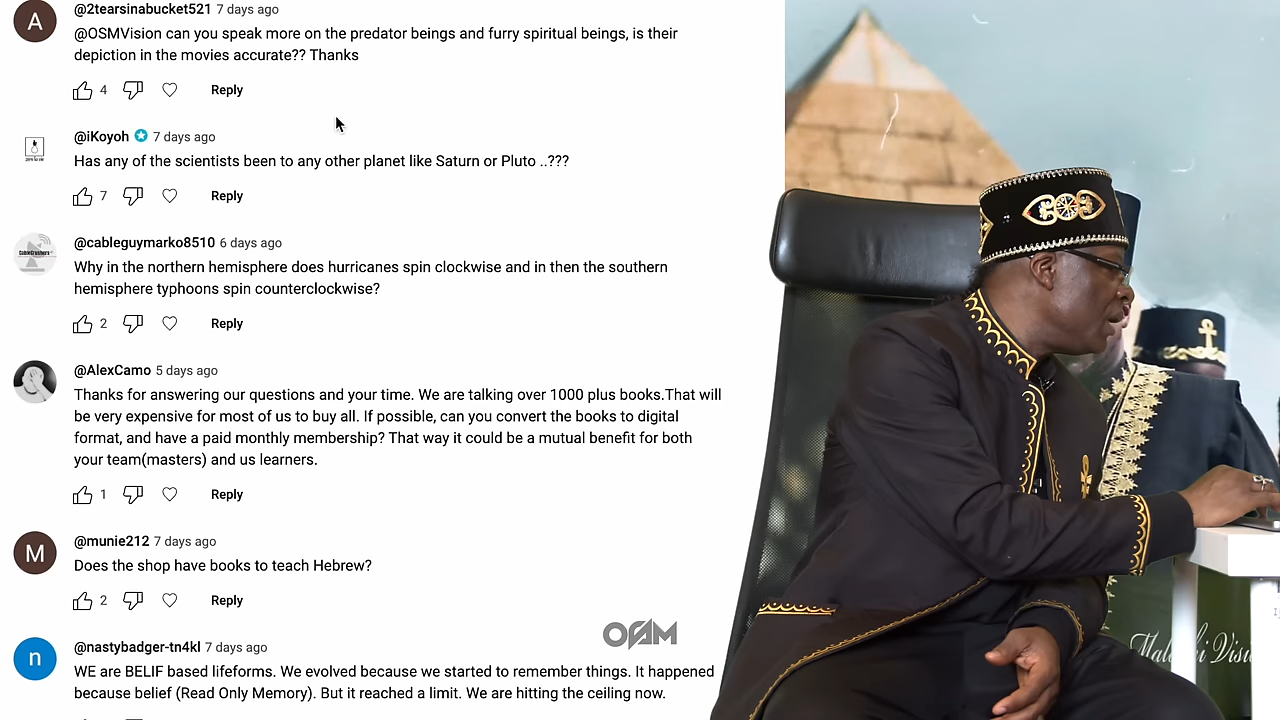 A
@2tearsinabucket521 7 days ago
@OSMVision can you speak more on the predator beings and furry spiritual beings, is their
depiction in the movies accurate?? Thanks
4 Reply
@iKoyoh 7 days ago
Has any of the scientists been to any other planet like Saturn or Pluto ..???
7 Reply
@cableguymarko8510 6 days ago
Why in the northern hemisphere does hurricanes spin clockwise and in then the southern
hemisphere typhoons spin counterclockwise?
2 Reply
@AlexCamo 5 days ago
Thanks for answering our questions and your time. We are talking over 1000 plus books.That will
be very expensive for most of us to buy all. If possible, can you convert the books to digital
format, and have a paid monthly membership? That way it could be a mutual benefit for both
your team(masters) and us learners.
1 Reply
M
@munie212 7 days ago
Does the shop have books to teach Hebrew?
2 Reply
n
@nastybadger-tn4kl 7 days ago
WE are BELIF based lifeforms. We evolved because we started to remember things. It happened
because belief (Read Only Memory). But it reached a limit. We are hitting the ceiling now.